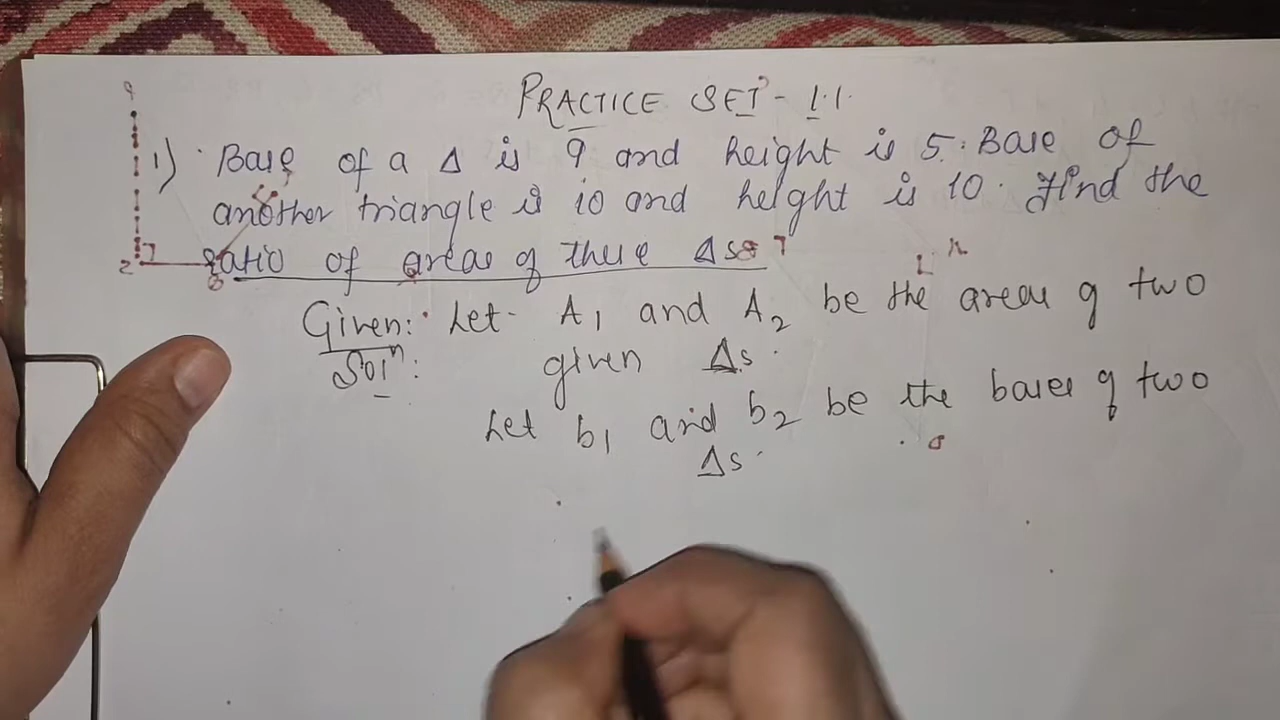 PRACTICE SET - 1.1.
1) Base of a Δ is 9 and height is 5. Base of
another triangle is 10 and height is 10. Find the
ratio of areas of these Δs.
Given: Let A1 and A2 be the areas of two
Solⁿ: given Δs.
Let b1 and b2 be the bases of two
Δs.